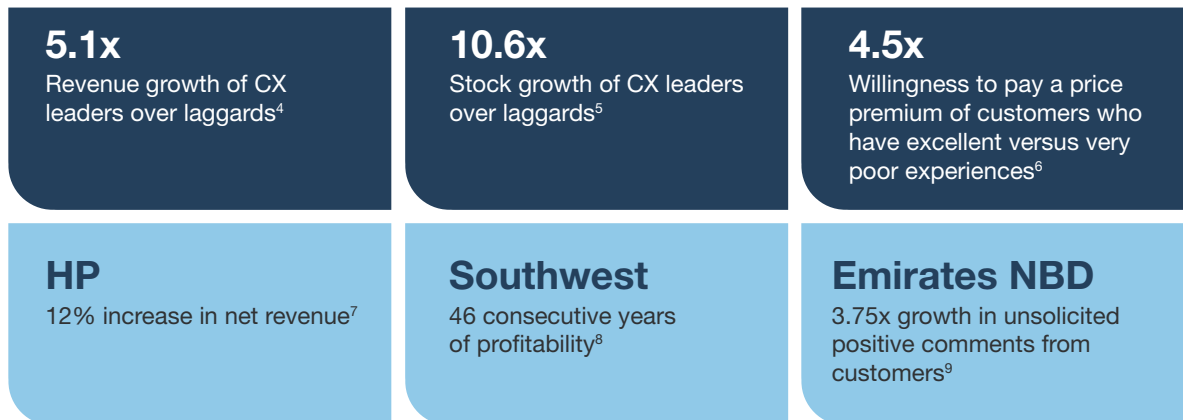 5.1x
Revenue growth of CX
leaders over laggards⁴
10.6x
Stock growth of CX leaders
over laggards⁵
4.5x
Willingness to pay a price
premium of customers who
have excellent versus very
poor experiences⁶
HP
12% increase in net revenue⁷
Southwest
46 consecutive years
of profitability⁸
Emirates NBD
3.75x growth in unsolicited
positive comments from
customers⁹